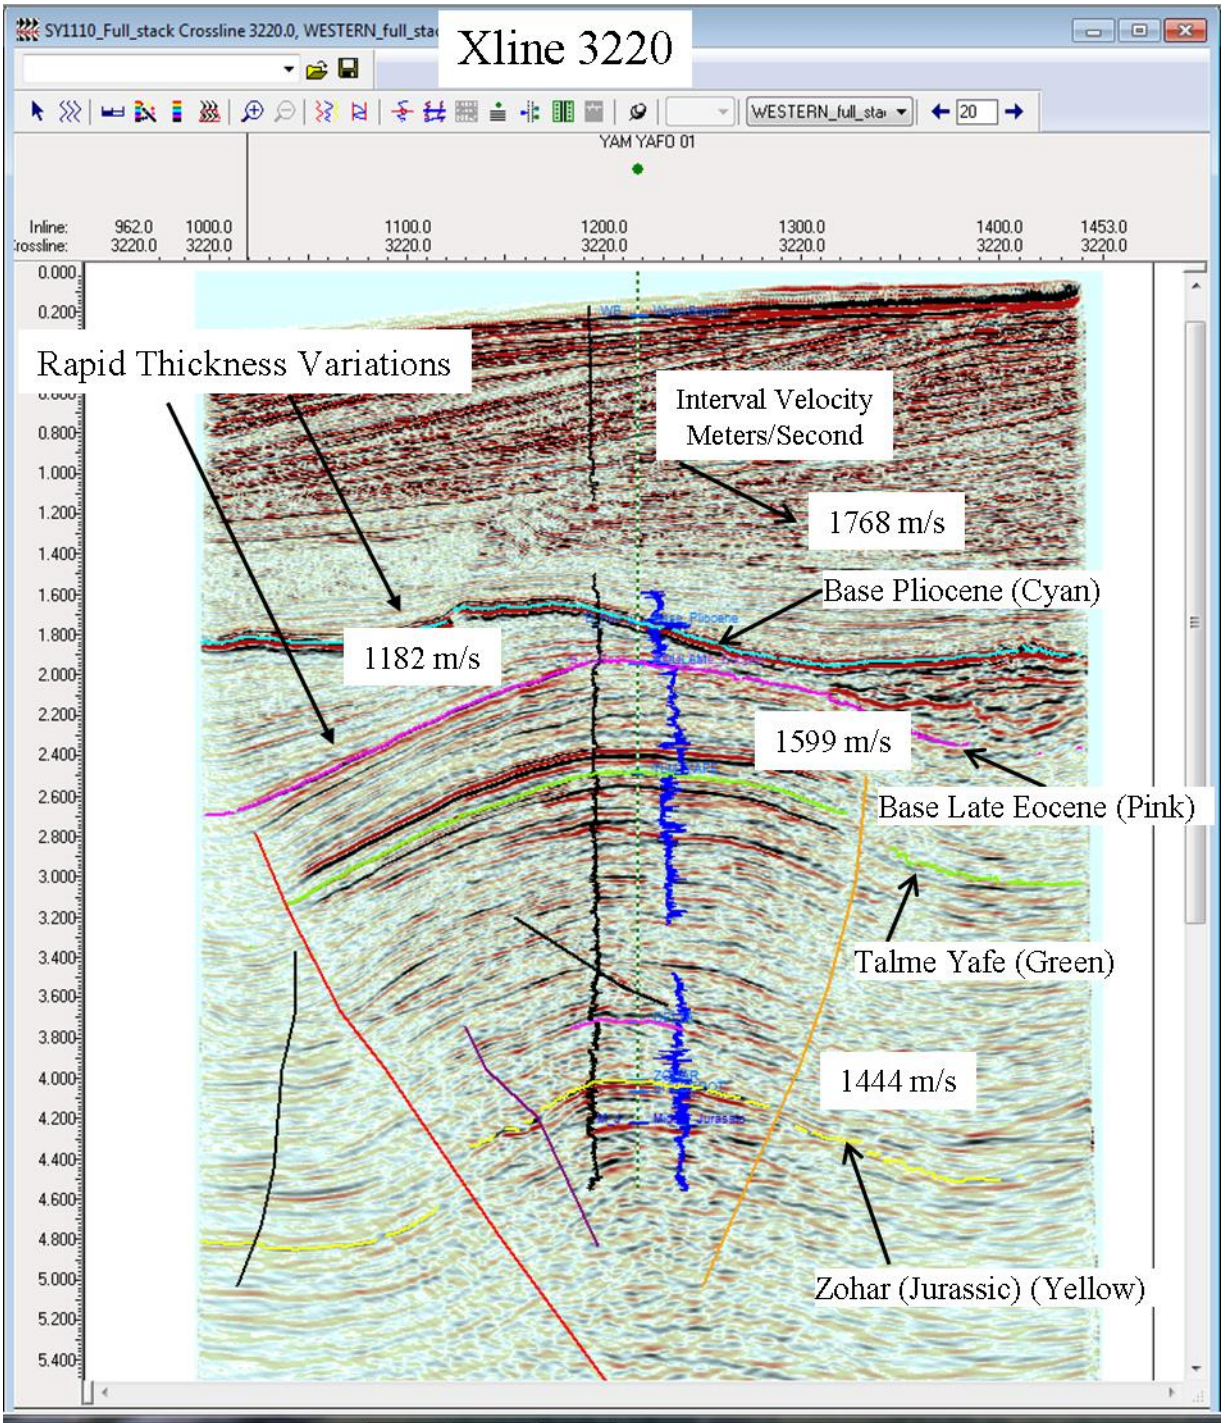 SY1110_Full_stack Crossline 3220.0, WESTERN_full_stac
Xline 3220
WESTERN_full_sta
20
YAM YAFO 01
Inline: 962.0 1000.0 1100.0 1200.0 1300.0 1400.0 1453.0
rossline: 3220.0 3220.0 3220.0 3220.0 3220.0 3220.0 3220.0
0.000
0.200
Rapid Thickness Variations
0.600
0.800
1.000
1.200
1.400
1.600
1.800
2.000
2.200
2.400
2.600
2.800
3.000
3.200
3.400
3.600
3.800
4.000
4.200
4.400
4.600
4.800
5.000
5.200
5.400
Interval Velocity
Meters/Second
1768 m/s
Base Pliocene (Cyan)
Pliocene
1182 m/s
1599 m/s
Base Late Eocene (Pink)
Talme Yafe (Green)
1444 m/s
ZOHAR
Jurassic
Zohar (Jurassic) (Yellow)